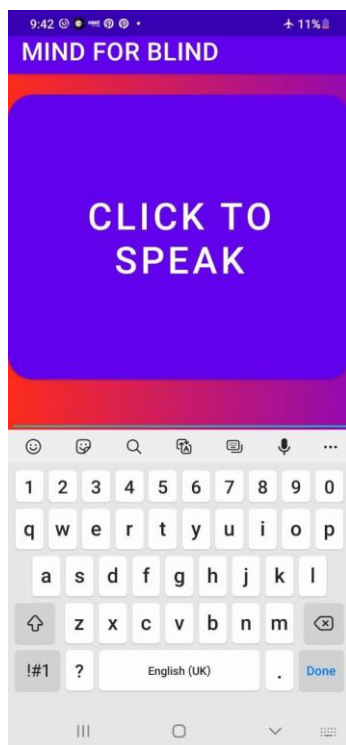 9:42 11%
MIND FOR BLIND
CLICK TO
SPEAK
1 2 3 4 5 6 7 8 9 0
q w e r t y u i o p
a s d f g h j k l
z x c v b n m
!#1 ? English (UK) . Done